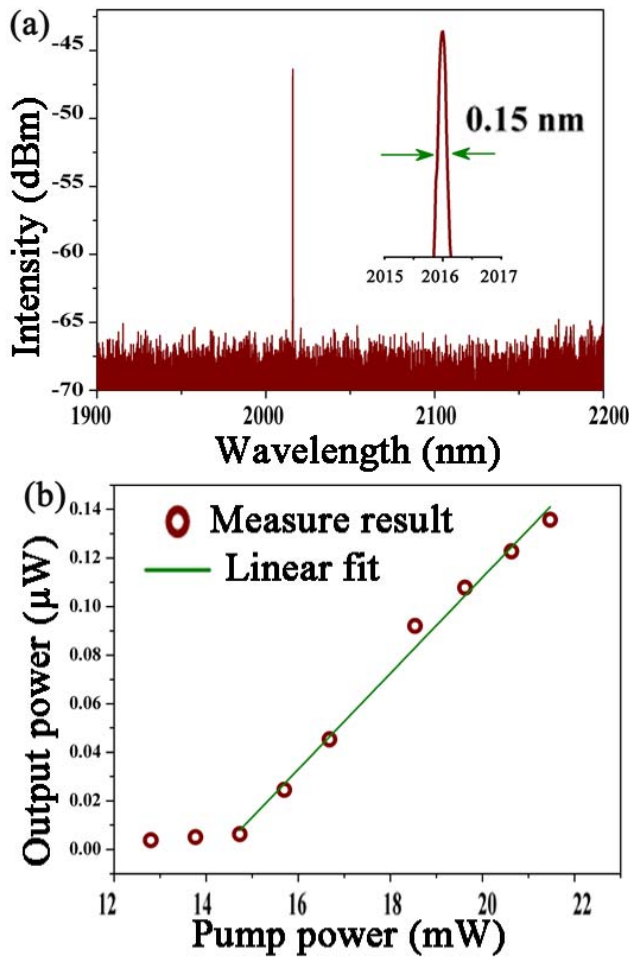 (a)
-45
-50
-55
-60
-65
-70
Intensity (dBm)
0.15 nm
2015 2016 2017
1900 2000 2100 2200
Wavelength (nm)
(b)
0.14
0.12
0.10
0.08
0.06
0.04
0.02
0.00
Output power (µW)
Measure result
Linear fit
12 14 16 18 20 22
Pump power (mW)